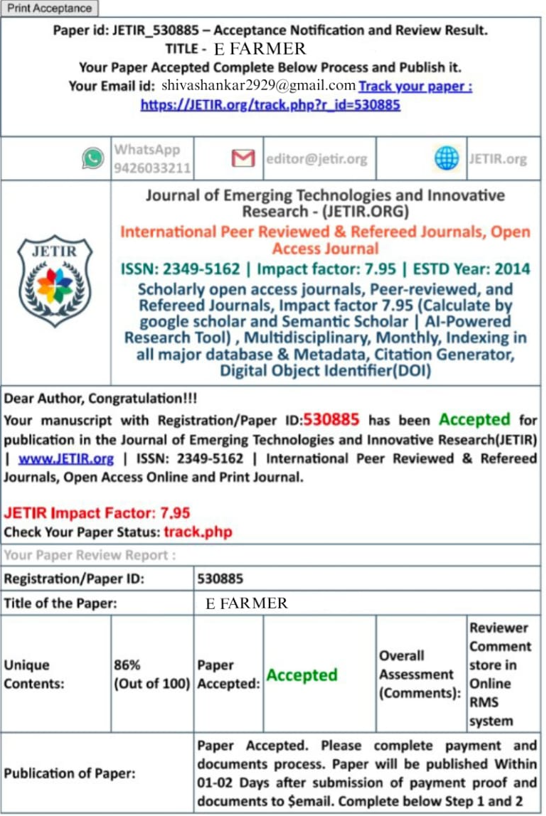 Print Acceptance
Paper id: JETIR_530885 – Acceptance Notification and Review Result.
TITLE - E FARMER
Your Paper Accepted Complete Below Process and Publish it.
Your Email id: shivashankar2929@gmail.com Track your paper :
https://JETIR.org/track.php?r_id=530885
WhatsApp
9426033211
editor@jetir.org
JETIR.org
JETIR
Journal of Emerging Technologies and Innovative
Research - (JETIR.ORG)
International Peer Reviewed & Refereed Journals, Open
Access Journal
ISSN: 2349-5162 | Impact factor: 7.95 | ESTD Year: 2014
Scholarly open access journals, Peer-reviewed, and
Refereed Journals, Impact factor 7.95 (Calculate by
google scholar and Semantic Scholar | AI-Powered
Research Tool) , Multidisciplinary, Monthly, Indexing in
all major database & Metadata, Citation Generator,
Digital Object Identifier(DOI)
Dear Author, Congratulation!!!
Your manuscript with Registration/Paper ID:530885 has been Accepted for
publication in the Journal of Emerging Technologies and Innovative Research(JETIR)
| www.JETIR.org | ISSN: 2349-5162 | International Peer Reviewed & Refereed
Journals, Open Access Online and Print Journal.
JETIR Impact Factor: 7.95
Check Your Paper Status: track.php
Your Paper Review Report :
Registration/Paper ID: 530885
Title of the Paper: E FARMER
Unique
Contents:
86%
(Out of 100)
Paper
Accepted:
Accepted
Overall
Assessment
(Comments):
Reviewer
Comment
store in
Online
RMS
system
Publication of Paper:
Paper Accepted. Please complete payment and
documents process. Paper will be published Within
01-02 Days after submission of payment proof and
documents to $email. Complete below Step 1 and 2